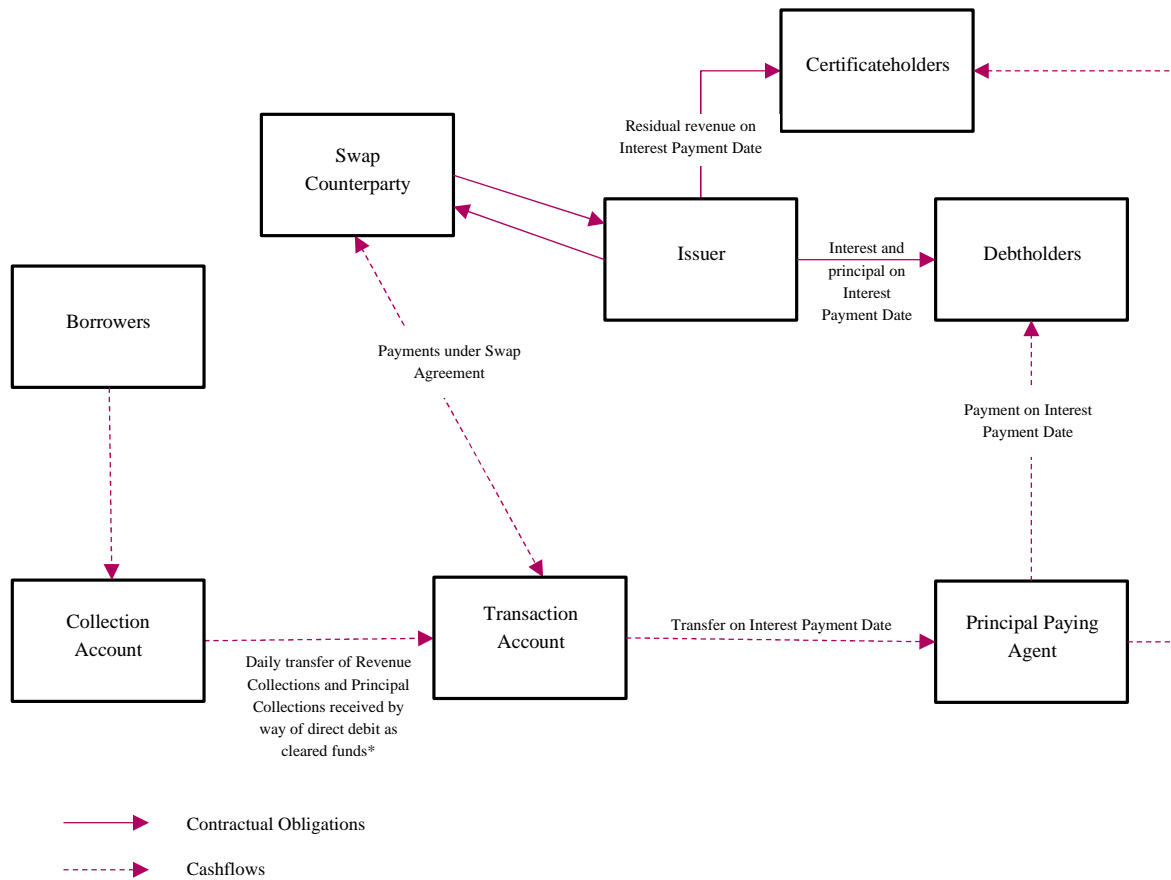 Certificateholders
Residual revenue on
Interest Payment Date
Swap
Counterparty
Issuer
Interest and
principal on
Interest
Payment Date
Debtholders
Borrowers
Payments under Swap
Agreement
Payment on Interest
Payment Date
Collection
Account
Transaction
Account
Transfer on Interest Payment Date
Principal Paying
Agent
Daily transfer of Revenue
Collections and Principal
Collections received by
way of direct debit as
cleared funds*
Contractual Obligations
Cashflows